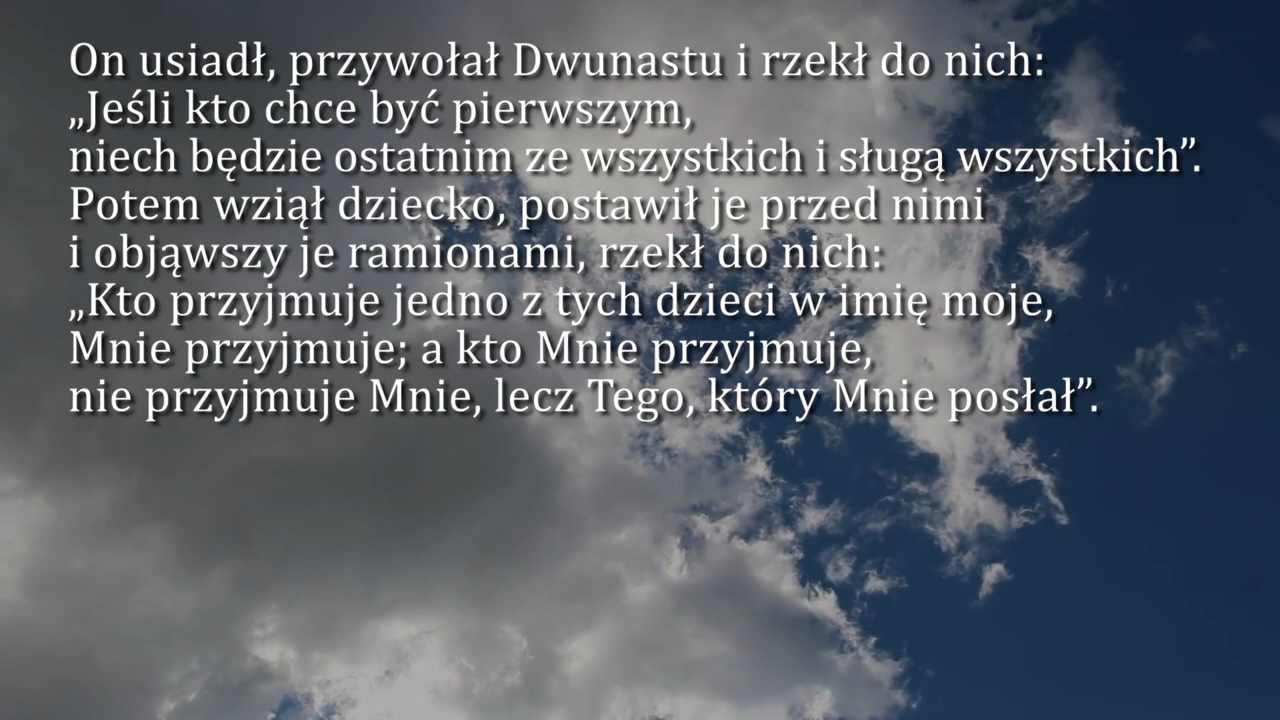 On usiadł, przywołał Dwunastu i rzekł do nich:
„Jeśli kto chce być pierwszym,
niech będzie ostatnim ze wszystkich i sługą wszystkich”.
Potem wziął dziecko, postawił je przed nimi
i objąwszy je ramionami, rzekł do nich:
„Kto przyjmuje jedno z tych dzieci w imię moje,
Mnie przyjmuje; a kto Mnie przyjmuje,
nie przyjmuje Mnie, lecz Tego, który Mnie posłał”.